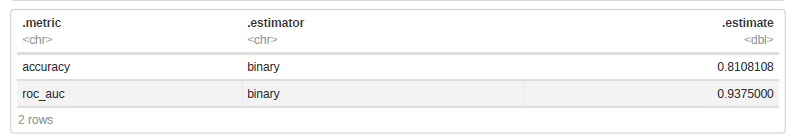 .metric .estimator .estimate
<chr> <chr> <dbl>
accuracy binary 0.8108108
roc_auc binary 0.9375000
2 rows